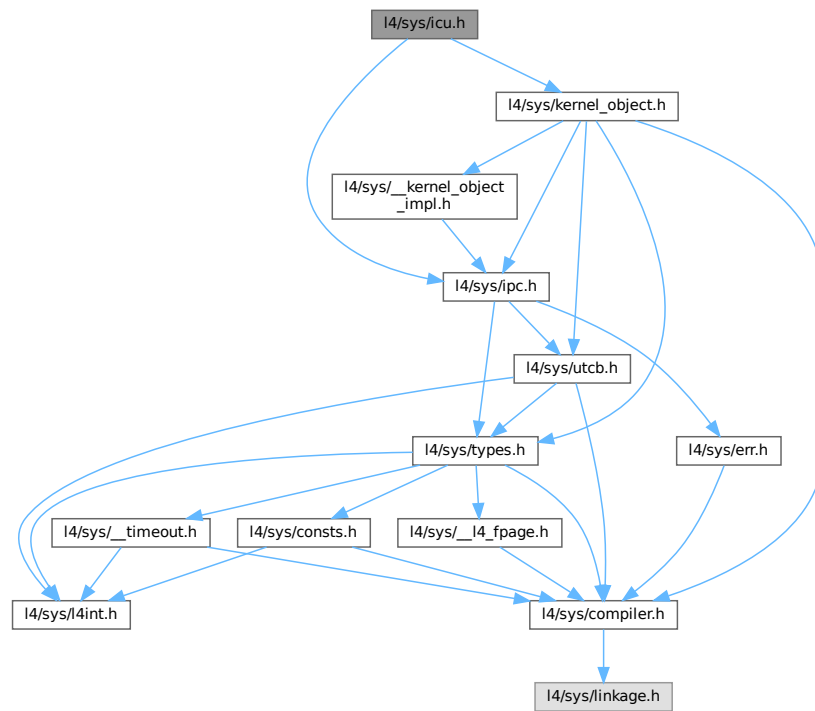 l4/sys/icu.h
l4/sys/kernel_object.h
l4/sys/__kernel_object
_impl.h
l4/sys/ipc.h
l4/sys/utcb.h
l4/sys/types.h
l4/sys/err.h
l4/sys/__timeout.h
l4/sys/consts.h
l4/sys/__l4_fpage.h
l4/sys/l4int.h
l4/sys/compiler.h
l4/sys/linkage.h